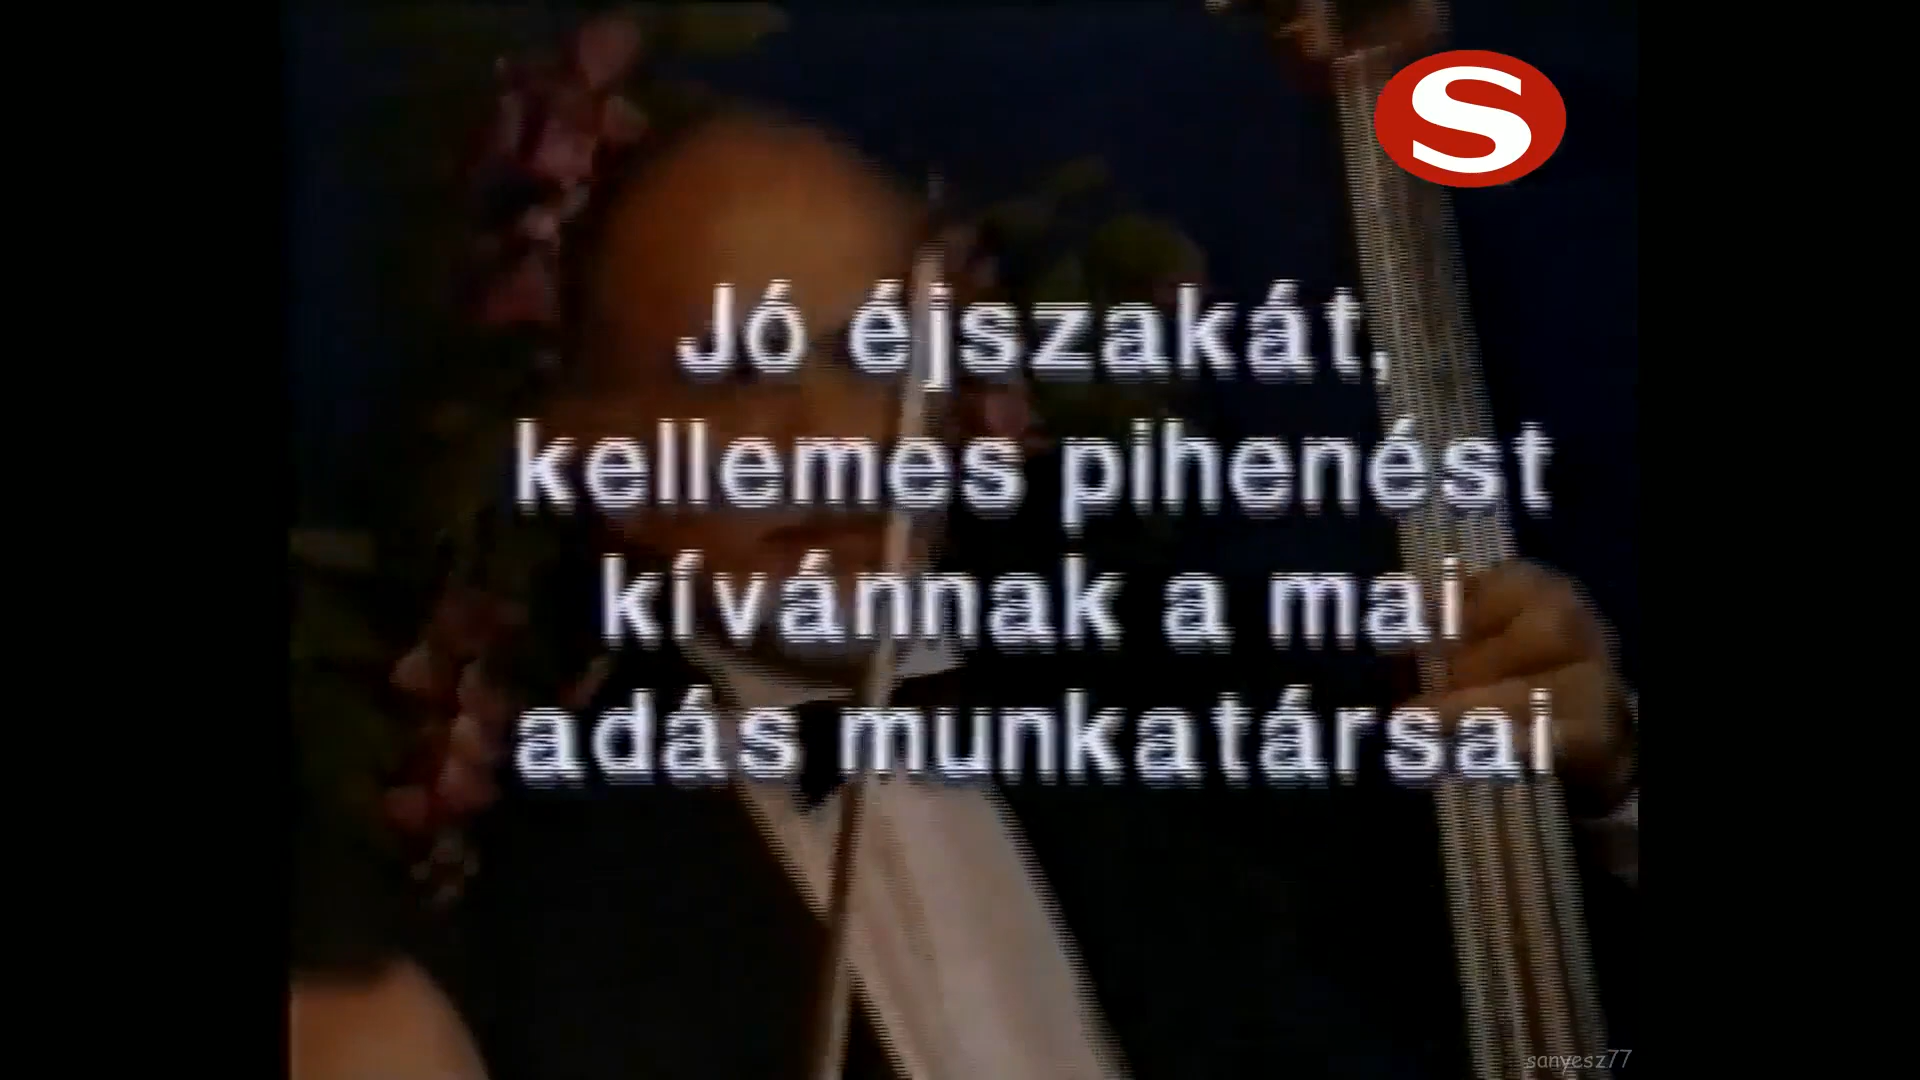 S
Jó éjszakát,
kellemes pihenést
kívánnak a mai
adás munkatársai
sanyesz77